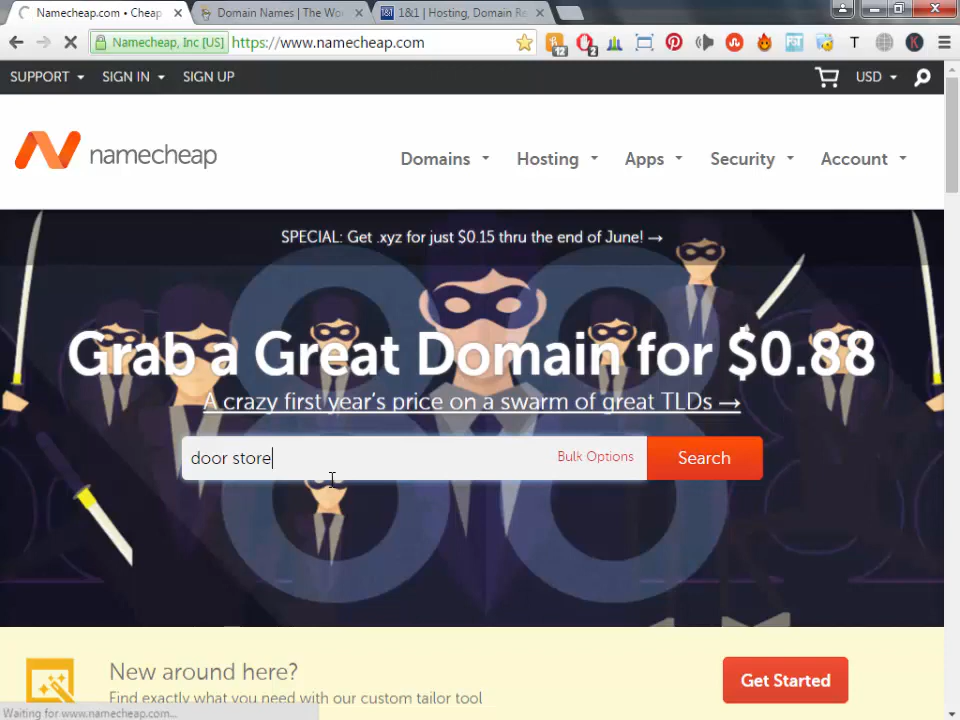 Namecheap.com • Cheap
Domain Names | The Wo
1&1 | Hosting, Domain Re
Namecheap, Inc [US]
https://www.namecheap.com
12
2
FST
T
K
SUPPORT
SIGN IN
SIGN UP
USD
namecheap
Domains
Hosting
Apps
Security
Account
SPECIAL: Get .xyz for just $0.15 thru the end of June! →
Grab a Great Domain for $0.88
A crazy first year's price on a swarm of great TLDs →
door store
Bulk Options
Search
New around here?
Find exactly what you need with our custom tailor tool
Get Started
Waiting for www.namecheap.com...